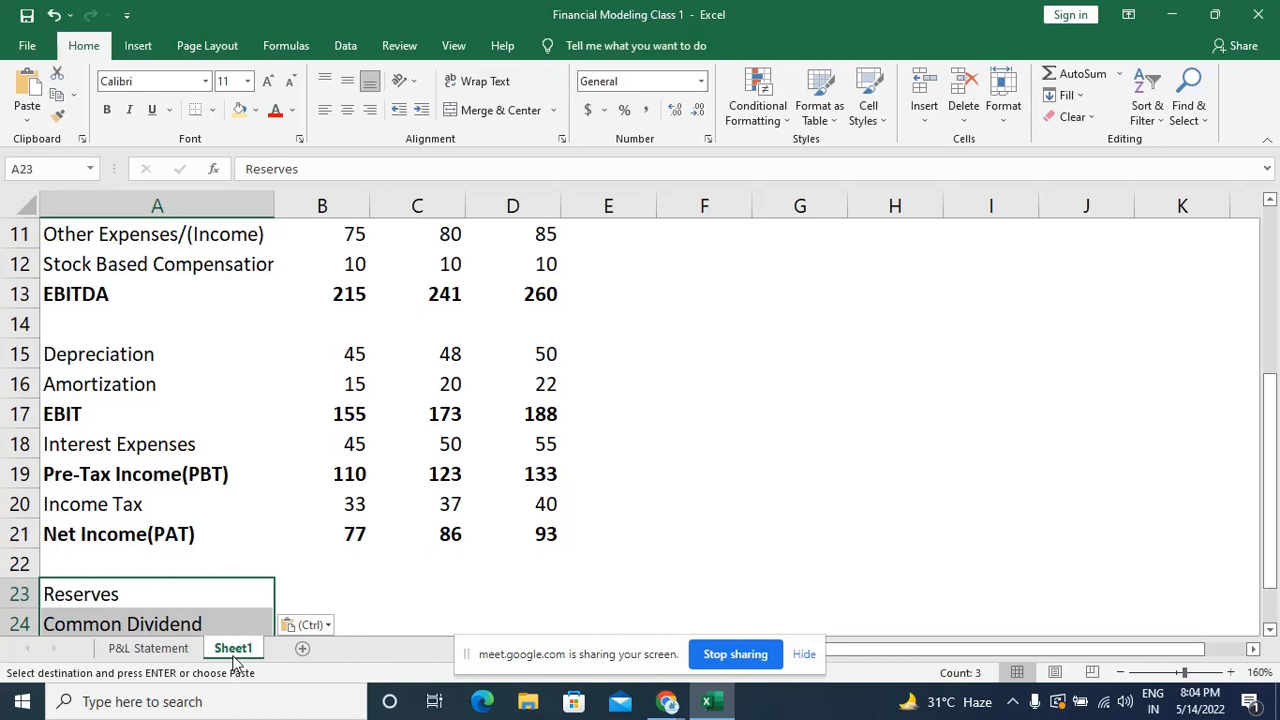 Financial Modeling Class 1 - Excel
Sign in
File Home Insert Page Layout Formulas Data Review View Help Tell me what you want to do Share
Paste
Calibri 11
B I U
Wrap Text
Merge & Center
General
$ % ,
Conditional Formatting
Format as Table
Cell Styles
Insert
Delete
Format
AutoSum
Fill
Clear
Sort & Filter
Find & Select
Clipboard Font Alignment Number Styles Cells Editing
A23 fx Reserves
A B C D E F G H I J K
11 Other Expenses/(Income) 75 80 85
12 Stock Based Compensation 10 10 10
13 EBITDA 215 241 260
14
15 Depreciation 45 48 50
16 Amortization 15 20 22
17 EBIT 155 173 188
18 Interest Expenses 45 50 55
19 Pre-Tax Income(PBT) 110 123 133
20 Income Tax 33 37 40
21 Net Income(PAT) 77 86 93
22
23 Reserves
24 Common Dividend
(Ctrl)
P&L Statement Sheet1
meet.google.com is sharing your screen. Stop sharing Hide
Select destination and press ENTER or choose Paste
Count: 3
160%
Type here to search
31°C Haze
ENG
IN
8:04 PM
5/14/2022
1